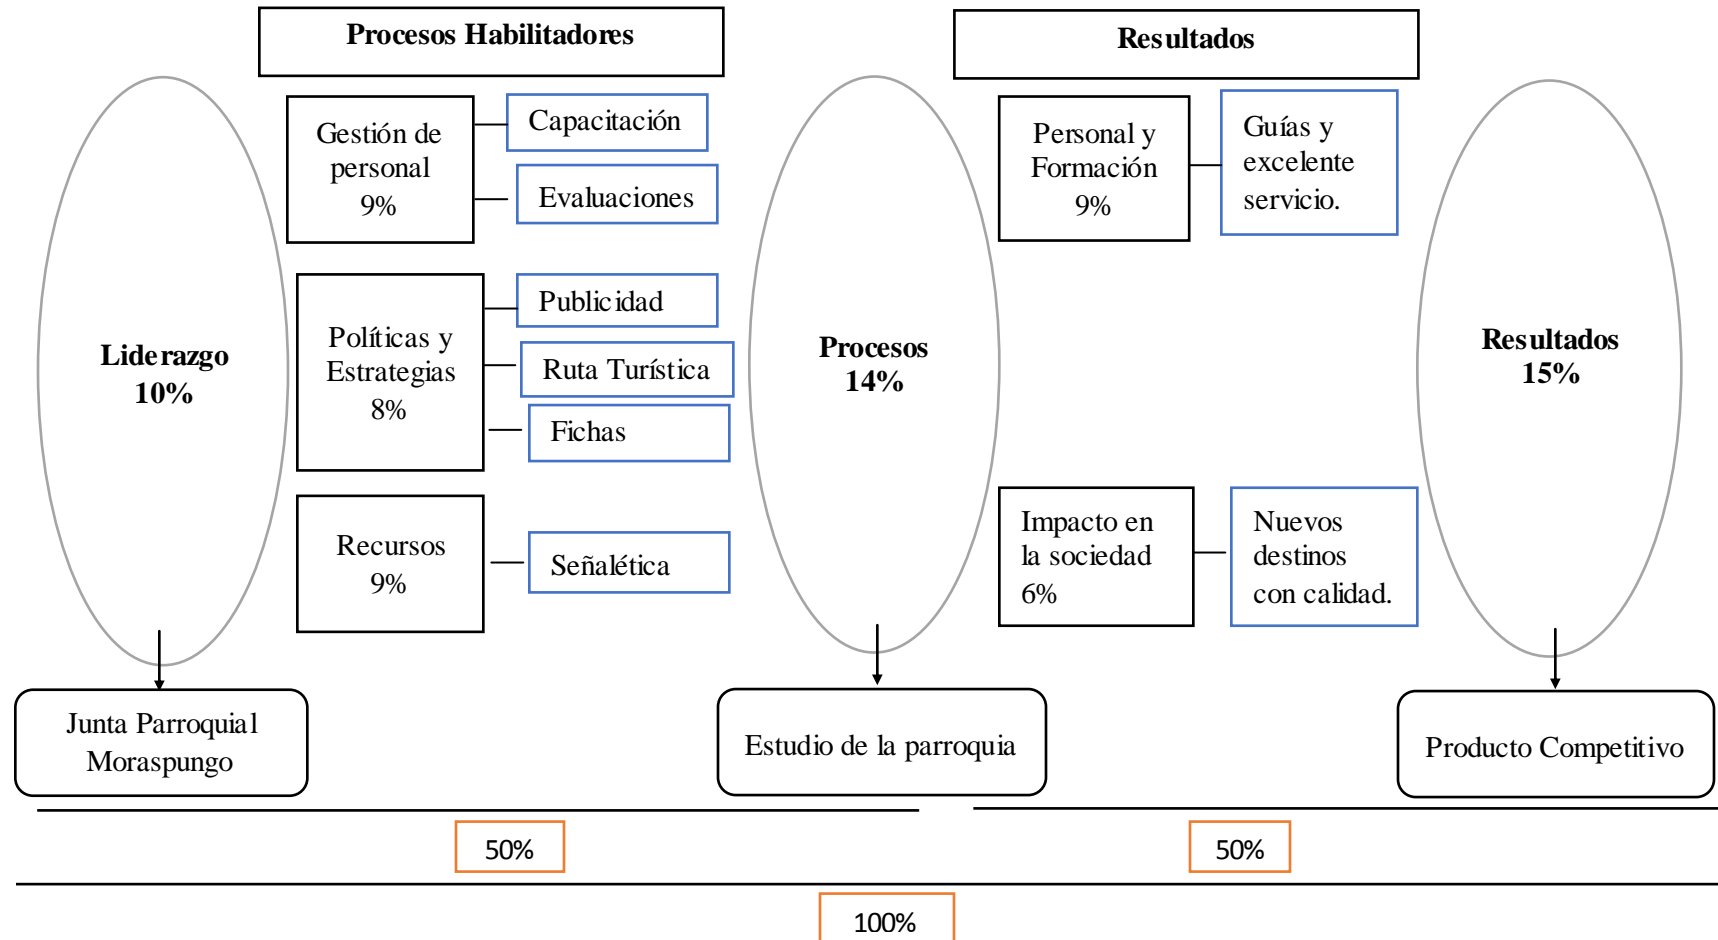 Procesos Habilitadores
Resultados
Liderazgo
10%
Gestión de
personal
9%
Capacitación
Evaluaciones
Políticas y
Estrategias
8%
Publicidad
Ruta Turística
Fichas
Recursos
9%
Señalética
Procesos
14%
Personal y
Formación
9%
Guías y
excelente
servicio.
Impacto en
la sociedad
6%
Nuevos
destinos
con calidad.
Resultados
15%
Junta Parroquial
Moraspungo
Estudio de la parroquia
Producto Competitivo
50%
50%
100%